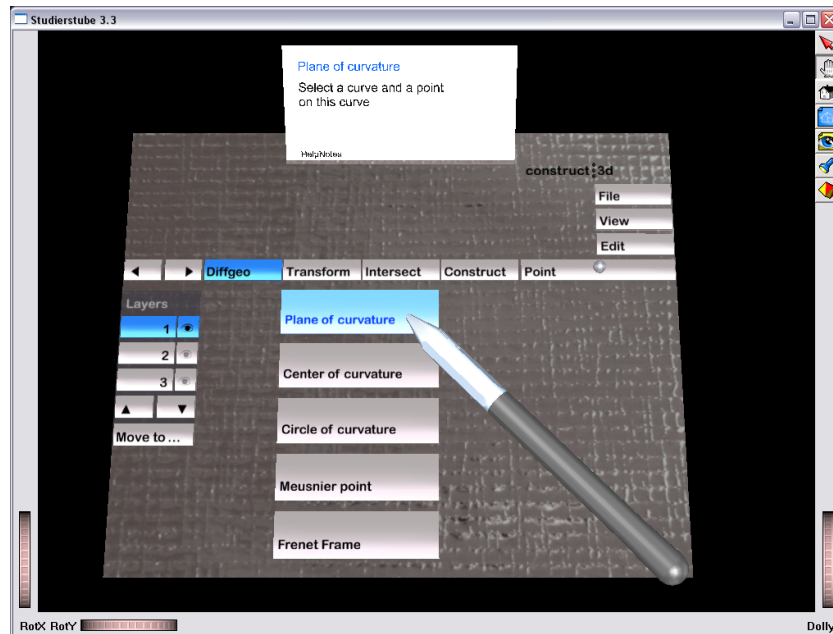 Studierstube 3.3
Plane of curvature
Select a curve and a point
on this curve
Help/Notes
construct:3d
File
View
Edit
Diffgeo
Transform
Intersect
Construct
Point
Layers
1
2
3
Move to ...
Plane of curvature
Center of curvature
Circle of curvature
Meusnier point
Frenet Frame
RotX RotY
Dolly